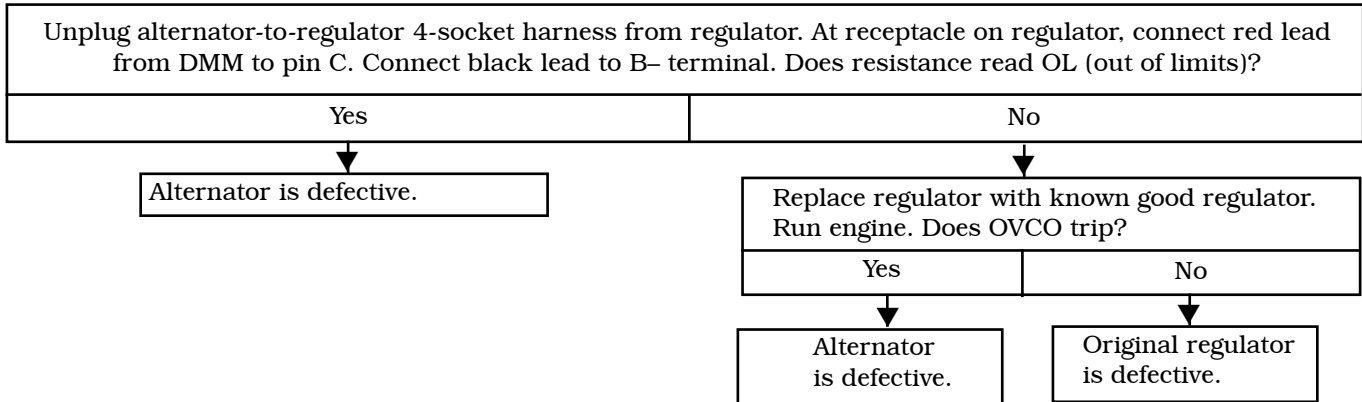 Unplug alternator-to-regulator 4-socket harness from regulator. At receptacle on regulator, connect red lead
from DMM to pin C. Connect black lead to B– terminal. Does resistance read OL (out of limits)?
Yes
No
Alternator is defective.
Replace regulator with known good regulator.
Run engine. Does OVCO trip?
Yes
No
Alternator
is defective.
Original regulator
is defective.